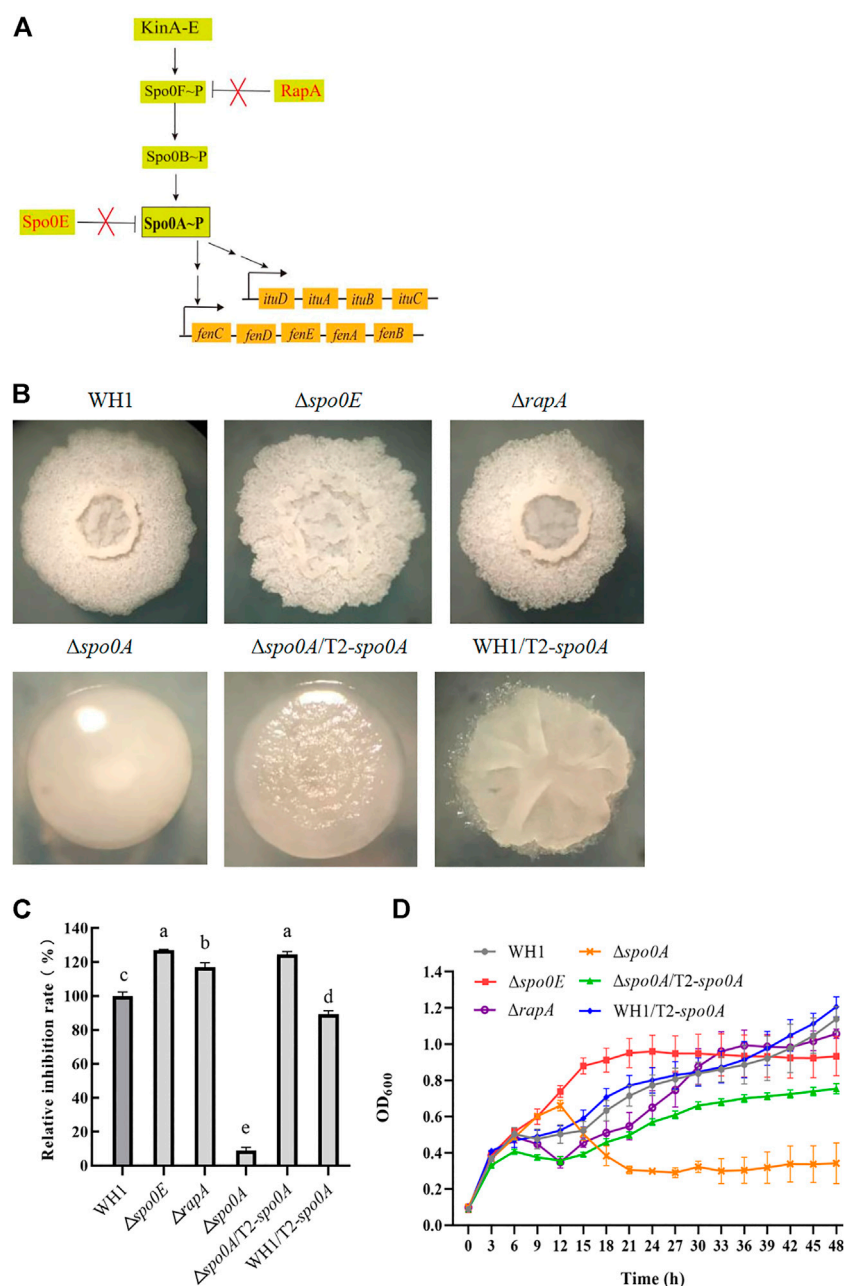 A
KinA-E
Spo0F~P
RapA
Spo0B~P
Spo0E
Spo0A~P
ituD ituA ituB ituC
fenC fenD fenE fenA fenB
B
WH1 Δspo0E ΔrapA
Δspo0A Δspo0A/T2-spo0A WH1/T2-spo0A
C
Relative inhibition rate ( %)
140
120
100
80
60
40
20
0
c a b e a d
WH1 Δspo0E ΔrapA Δspo0A Δspo0A/T2-spo0A WH1/T2-spo0A
D
WH1 Δspo0A
Δspo0E Δspo0A/T2-spo0A
ΔrapA WH1/T2-spo0A
OD600
1.4
1.2
1.0
0.8
0.6
0.4
0.2
0.0
0 3 6 9 12 15 18 21 24 27 30 33 36 39 42 45 48
Time (h)